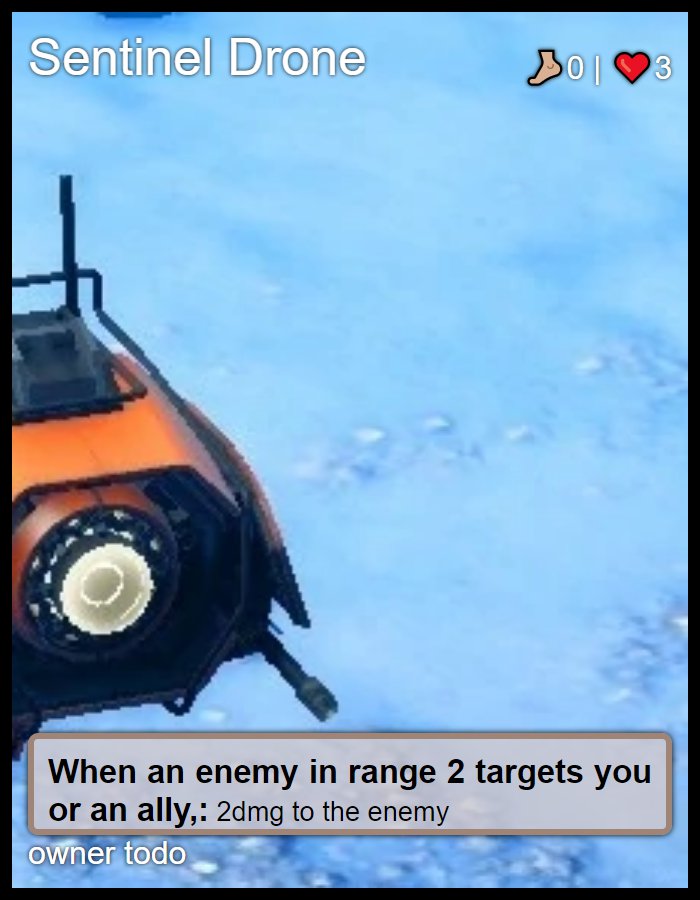 Sentinel Drone
0 | 3
When an enemy in range 2 targets you
or an ally,: 2dmg to the enemy
owner todo